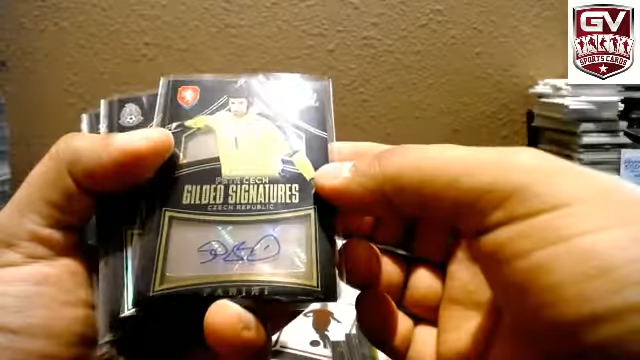 GV
SPORTS CARDS
PETR CECH
GILDED SIGNATURES
CZECH REPUBLIC
PANINI